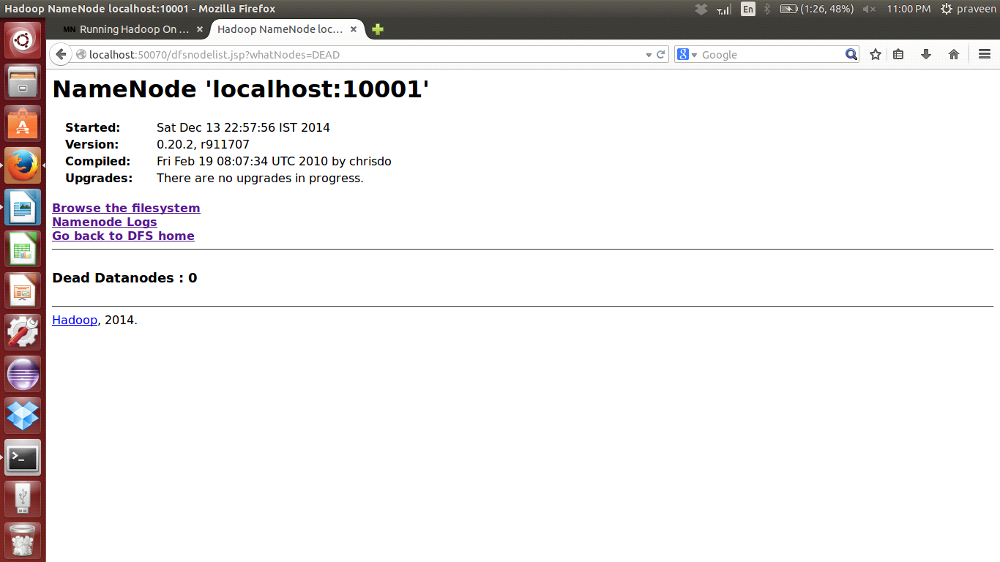 Hadoop NameNode localhost:10001 - Mozilla Firefox
En
(1:26, 48%)
11:00 PM
praveen
MN Running Hadoop On ...
Hadoop NameNode loc...
localhost:50070/dfsnodelist.jsp?whatNodes=DEAD
8
Google
NameNode 'localhost:10001'
Started: Sat Dec 13 22:57:56 IST 2014
Version: 0.20.2, r911707
Compiled: Fri Feb 19 08:07:34 UTC 2010 by chrisdo
Upgrades: There are no upgrades in progress.
Browse the filesystem
Namenode Logs
Go back to DFS home
Dead Datanodes : 0
Hadoop, 2014.